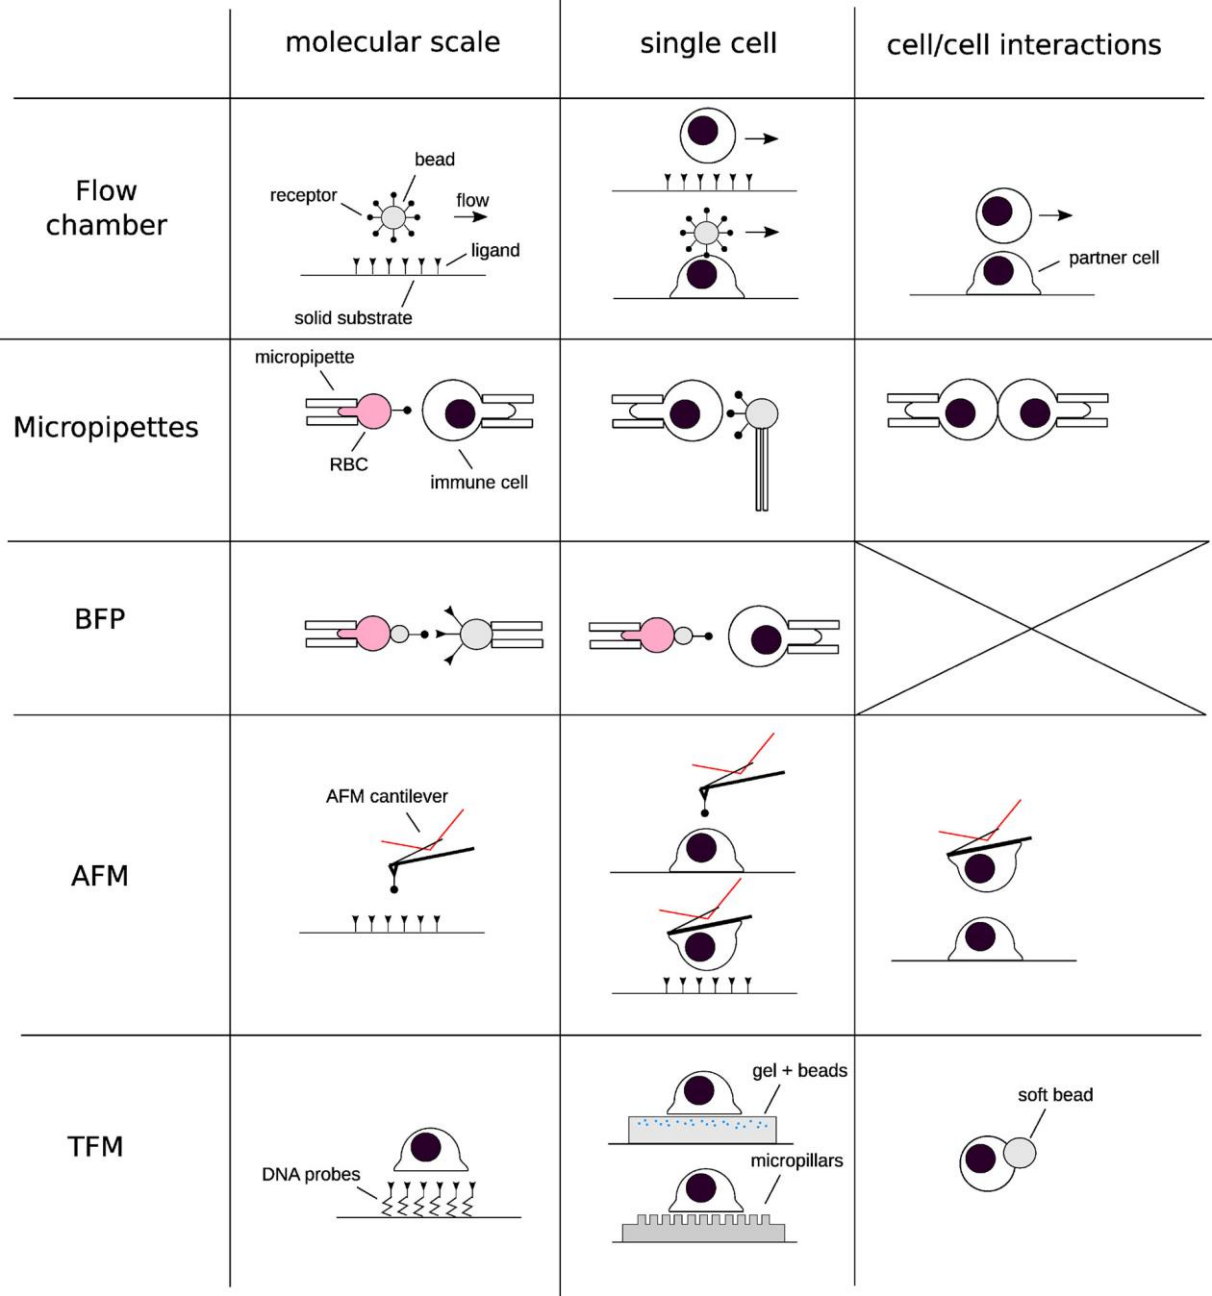 molecular scale
single cell
cell/cell interactions
Flow
chamber
bead
receptor
flow
ligand
solid substrate
partner cell
Micropipettes
micropipette
RBC
immune cell
BFP
AFM
AFM cantilever
TFM
DNA probes
gel + beads
micropillars
soft bead